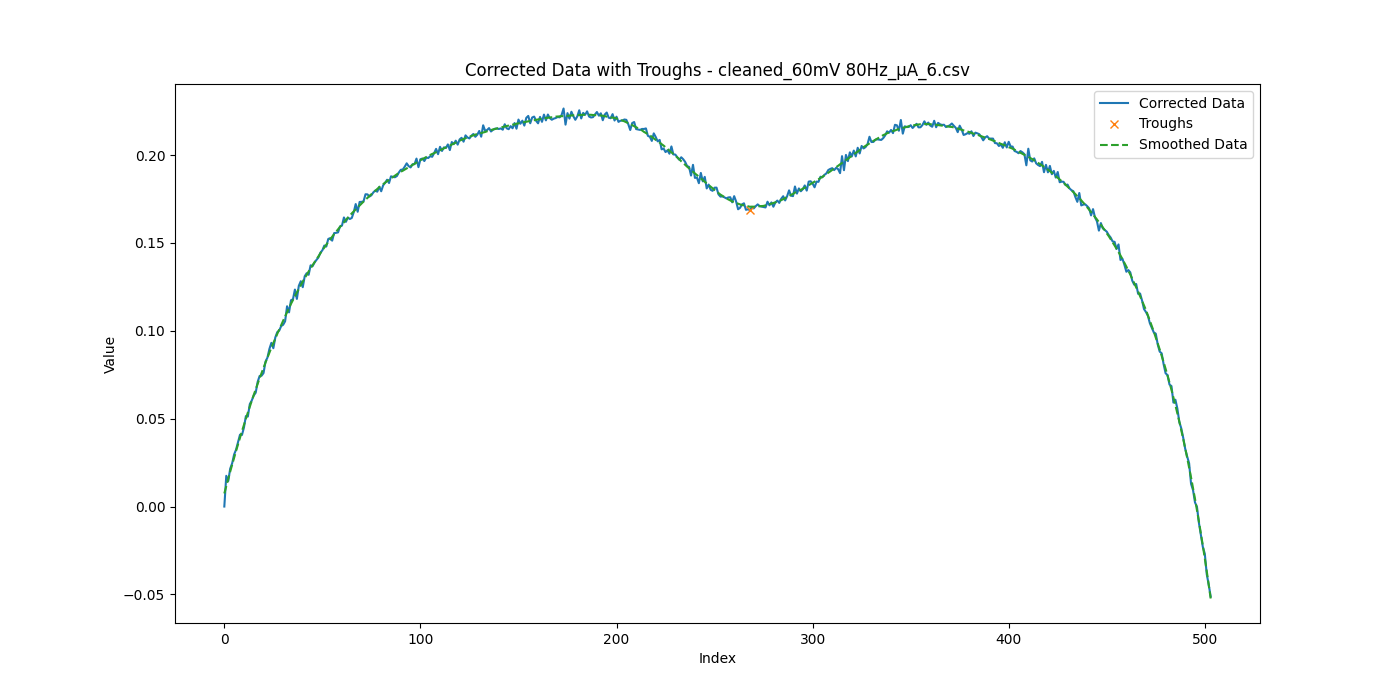 Corrected Data with Troughs - cleaned_60mV 80Hz_µA_6.csv
Corrected Data
Troughs
Smoothed Data
Value
0.20
0.15
0.10
0.05
0.00
−0.05
0 100 200 300 400 500
Index